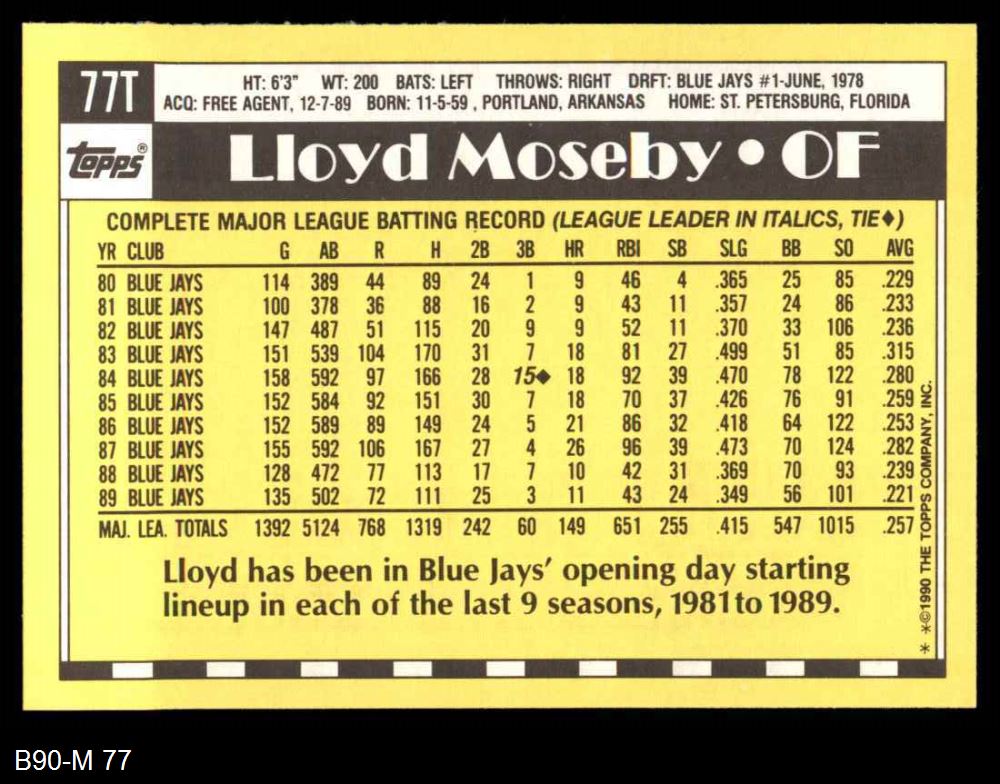 77T
HT: 6'3" WT: 200 BATS: LEFT THROWS: RIGHT DRFT: BLUE JAYS #1-JUNE, 1978
ACQ: FREE AGENT, 12-7-89 BORN: 11-5-59 , PORTLAND, ARKANSAS HOME: ST. PETERSBURG, FLORIDA
Topps®
Lloyd Moseby • OF
COMPLETE MAJOR LEAGUE BATTING RECORD (LEAGUE LEADER IN ITALICS, TIE♦)
YR CLUB G AB R H 2B 3B HR RBI SB SLG BB SO AVG
80 BLUE JAYS 114 389 44 89 24 1 9 46 4 .365 25 85 .229
81 BLUE JAYS 100 378 36 88 16 2 9 43 11 .357 24 86 .233
82 BLUE JAYS 147 487 51 115 20 9 9 52 11 .370 33 106 .236
83 BLUE JAYS 151 539 104 170 31 7 18 81 27 .499 51 85 .315
84 BLUE JAYS 158 592 97 166 28 15♦ 18 92 39 .470 78 122 .280
85 BLUE JAYS 152 584 92 151 30 7 18 70 37 .426 76 91 .259
86 BLUE JAYS 152 589 89 149 24 5 21 86 32 .418 64 122 .253
87 BLUE JAYS 155 592 106 167 27 4 26 96 39 .473 70 124 .282
88 BLUE JAYS 128 472 77 113 17 7 10 42 31 .369 70 93 .239
89 BLUE JAYS 135 502 72 111 25 3 11 43 24 .349 56 101 .221
MAJ. LEA. TOTALS 1392 5124 768 1319 242 60 149 651 255 .415 547 1015 .257
Lloyd has been in Blue Jays' opening day starting
lineup in each of the last 9 seasons, 1981 to 1989.
* *©1990 THE TOPPS COMPANY, INC.
B90-M 77